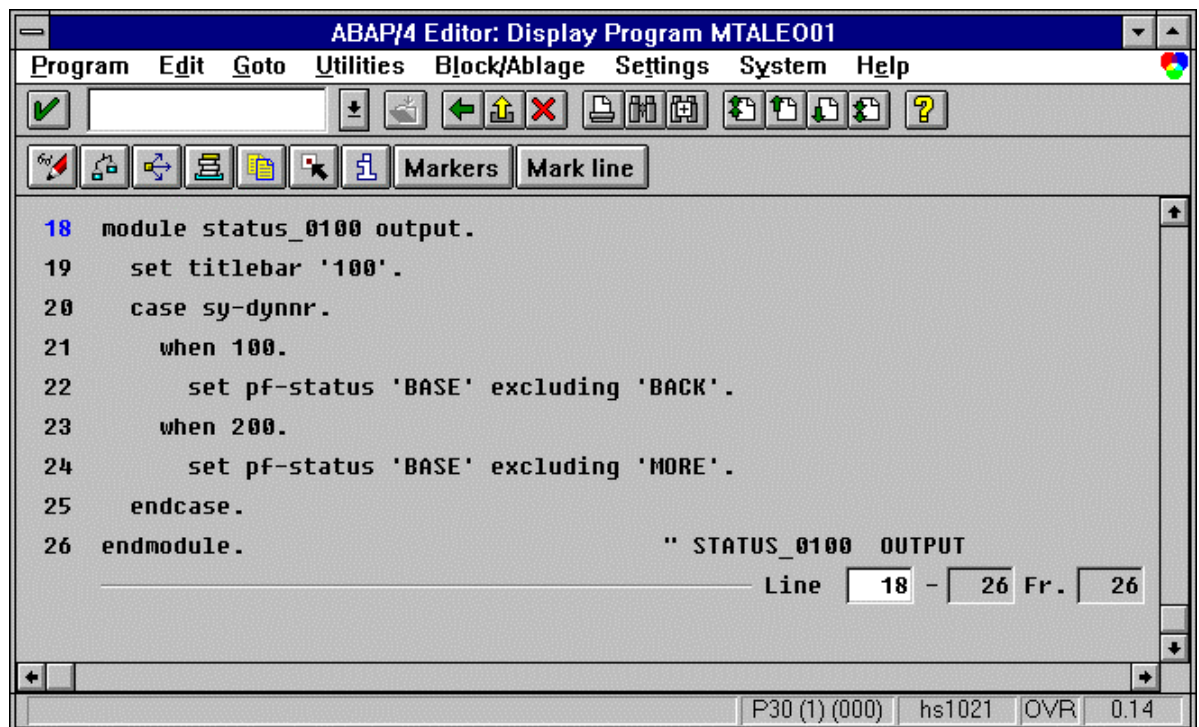 ABAP/4 Editor: Display Program MTALEO01
Program Edit Goto Utilities Block/Ablage Settings System Help
Markers Mark line
18 module status_0100 output.
19 set titlebar '100'.
20 case sy-dynnr.
21 when 100.
22 set pf-status 'BASE' excluding 'BACK'.
23 when 200.
24 set pf-status 'BASE' excluding 'MORE'.
25 endcase.
26 endmodule. " STATUS_0100 OUTPUT
Line 18 - 26 Fr. 26
P30 (1) (000) hs1021 OVR 0.14